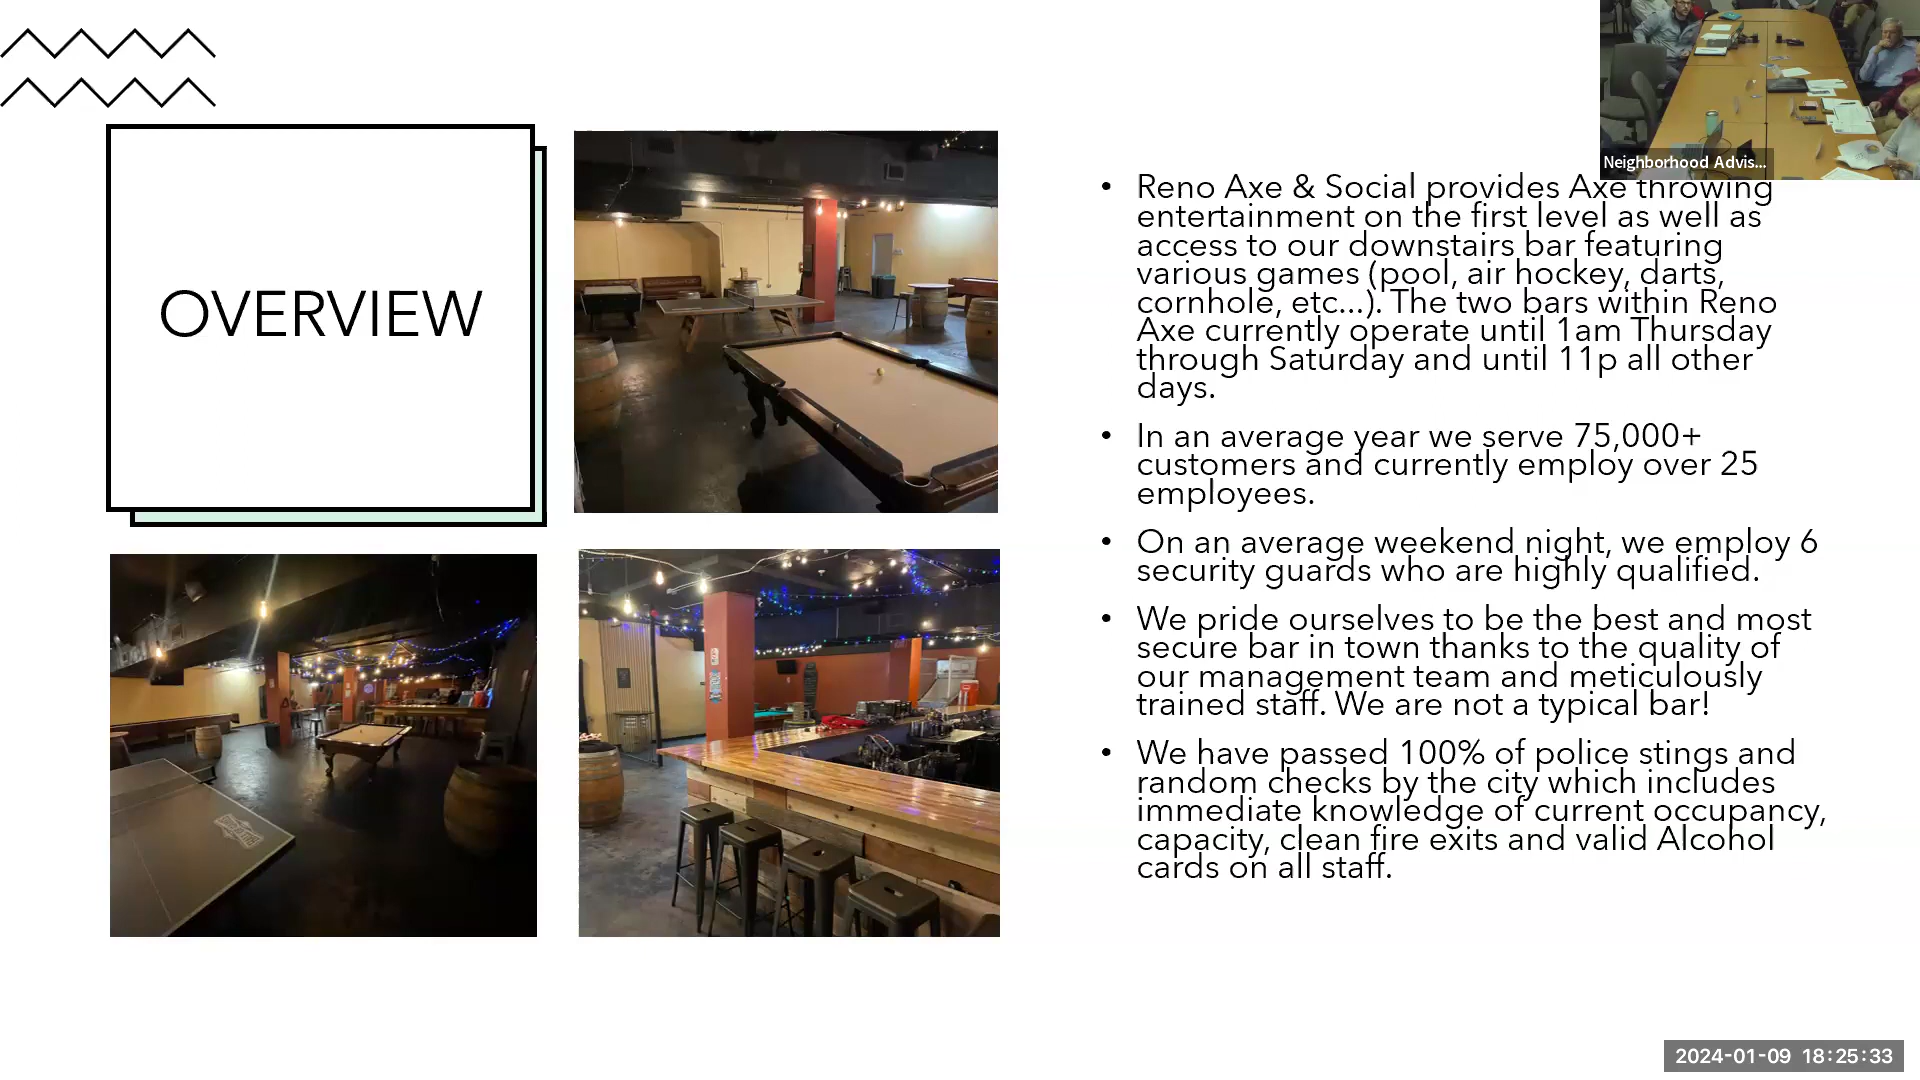 Neighborhood Advis...
OVERVIEW
• Reno Axe & Social provides Axe throwing
entertainment on the first level as well as
access to our downstairs bar featuring
various games (pool, air hockey, darts,
cornhole, etc...). The two bars within Reno
Axe currently operate until 1am Thursday
through Saturday and until 11p all other
days.
• In an average year we serve 75,000+
customers and currently employ over 25
employees.
• On an average weekend night, we employ 6
security guards who are highly qualified.
• We pride ourselves to be the best and most
secure bar in town thanks to the quality of
our management team and meticulously
trained staff. We are not a typical bar!
• We have passed 100% of police stings and
random checks by the city which includes
immediate knowledge of current occupancy,
capacity, clean fire exits and valid Alcohol
cards on all staff.
2024-01-09 18:25:33